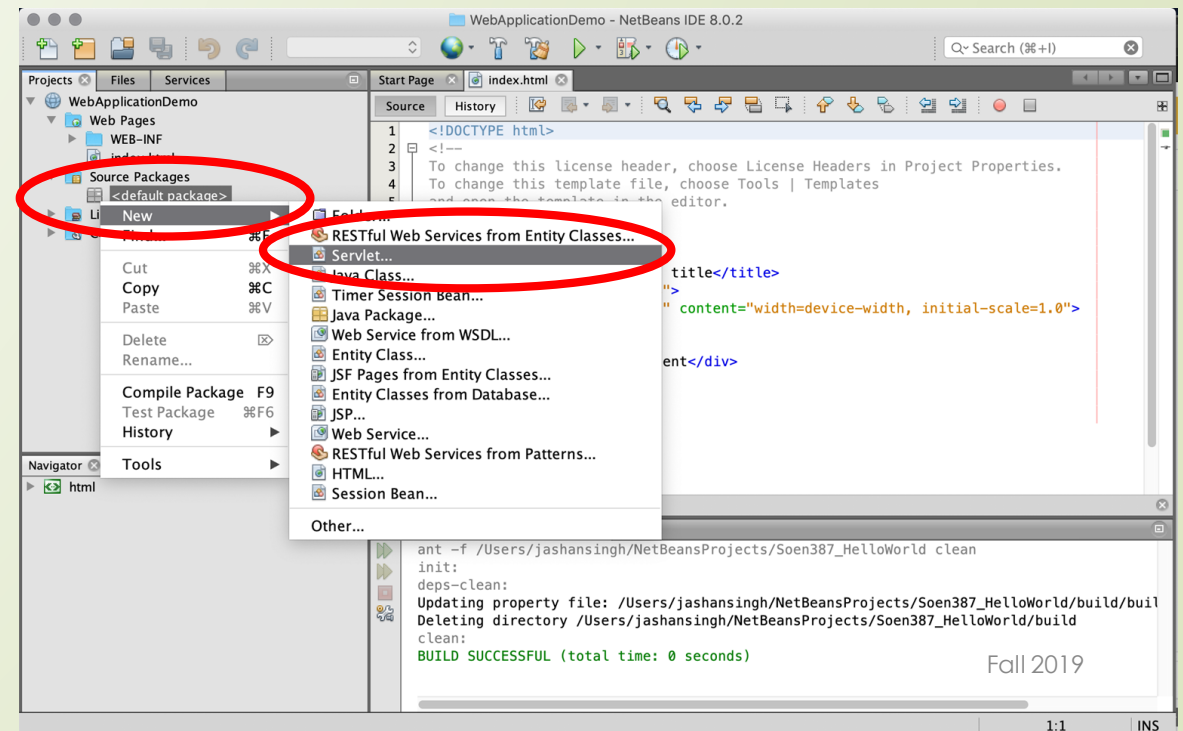 WebApplicationDemo - NetBeans IDE 8.0.2
Search (⌘+I)
Projects Files Services
Start Page index.html
Source History
WebApplicationDemo
Web Pages
WEB-INF
index.html
Source Packages
<default package>
Li
C
1 <!DOCTYPE html>
2 <!--
3 To change this license header, choose License Headers in Project Properties.
4 To change this template file, choose Tools | Templates
5 and open the template in the editor.
title</title>
">
" content="width=device-width, initial-scale=1.0">
ent</div>
New
Find... ⌘F
Cut ⌘X
Copy ⌘C
Paste ⌘V
Delete ⌦
Rename...
Compile Package F9
Test Package ⌘F6
History
Tools
Folder...
RESTful Web Services from Entity Classes...
Servlet...
Java Class...
Timer Session Bean...
Java Package...
Web Service from WSDL...
Entity Class...
JSF Pages from Entity Classes...
Entity Classes from Database...
JSP...
Web Service...
RESTful Web Services from Patterns...
HTML...
Session Bean...
Other...
Navigator
html
ant -f /Users/jashansingh/NetBeansProjects/Soen387_HelloWorld clean
init:
deps-clean:
Updating property file: /Users/jashansingh/NetBeansProjects/Soen387_HelloWorld/build/buil
Deleting directory /Users/jashansingh/NetBeansProjects/Soen387_HelloWorld/build
clean:
BUILD SUCCESSFUL (total time: 0 seconds)
Fall 2019
1:1 INS